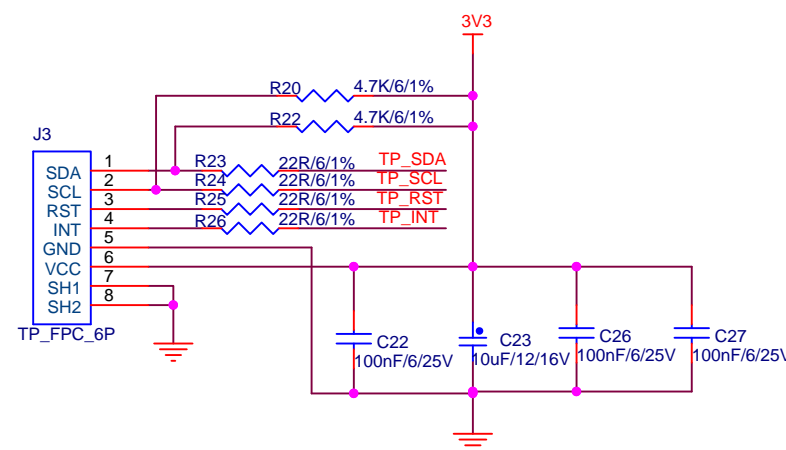 3V3
R20 4.7K/6/1%
R22 4.7K/6/1%
J3
SDA 1 R23 22R/6/1% TP_SDA
SCL 2 R24 22R/6/1% TP_SCL
RST 3 R25 22R/6/1% TP_RST
INT 4 R26 22R/6/1% TP_INT
GND 5
VCC 6
SH1 7
SH2 8
TP_FPC_6P
C22 C23 C26 C27
100nF/6/25V 10uF/12/16V 100nF/6/25V 100nF/6/25V